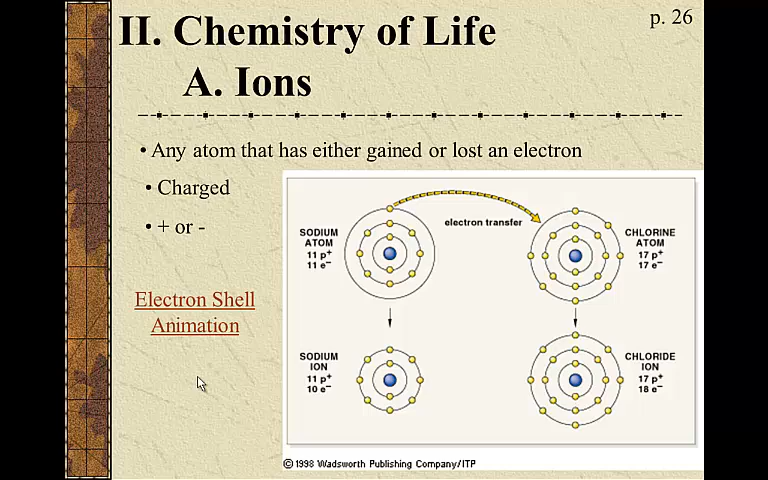 p. 26
II. Chemistry of Life
A. Ions
• Any atom that has either gained or lost an electron
• Charged
• + or -
Electron Shell
Animation
electron transfer
SODIUM
ATOM
11 p+
11 e−
CHLORINE
ATOM
17 p+
17 e−
SODIUM
ION
11 p+
10 e−
CHLORIDE
ION
17 p+
18 e−
© 1998 Wadsworth Publishing Company/ITP